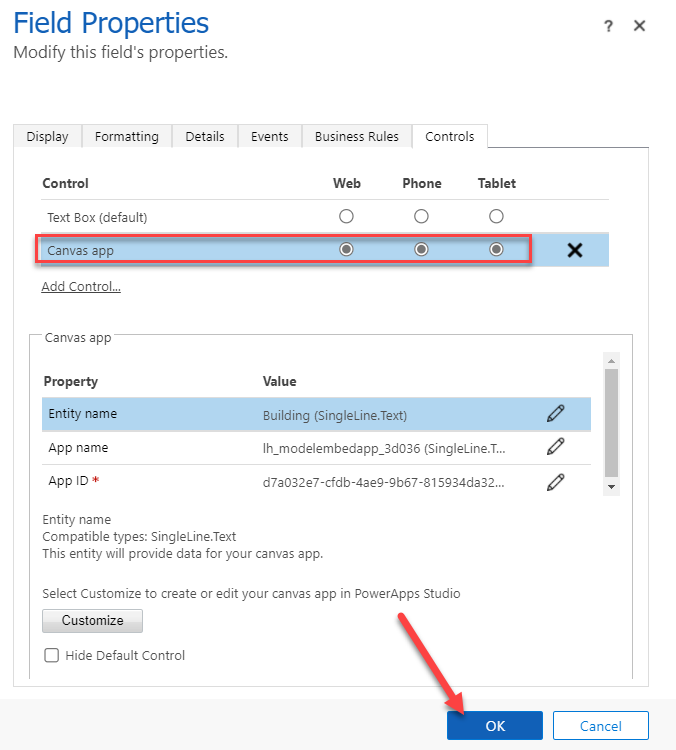 Field Properties
? ×
Modify this field's properties.
Display Formatting Details Events Business Rules Controls
Control Web Phone Tablet
Text Box (default)
Canvas app
Add Control...
Canvas app
Property Value
Entity name Building (SingleLine.Text)
App name lh_modelembedapp_3d036 (SingleLine.T...
App ID * d7a032e7-cfdb-4ae9-9b67-815934da32...
Entity name
Compatible types: SingleLine.Text
This entity will provide data for your canvas app.
Select Customize to create or edit your canvas app in PowerApps Studio
Customize
Hide Default Control
OK Cancel